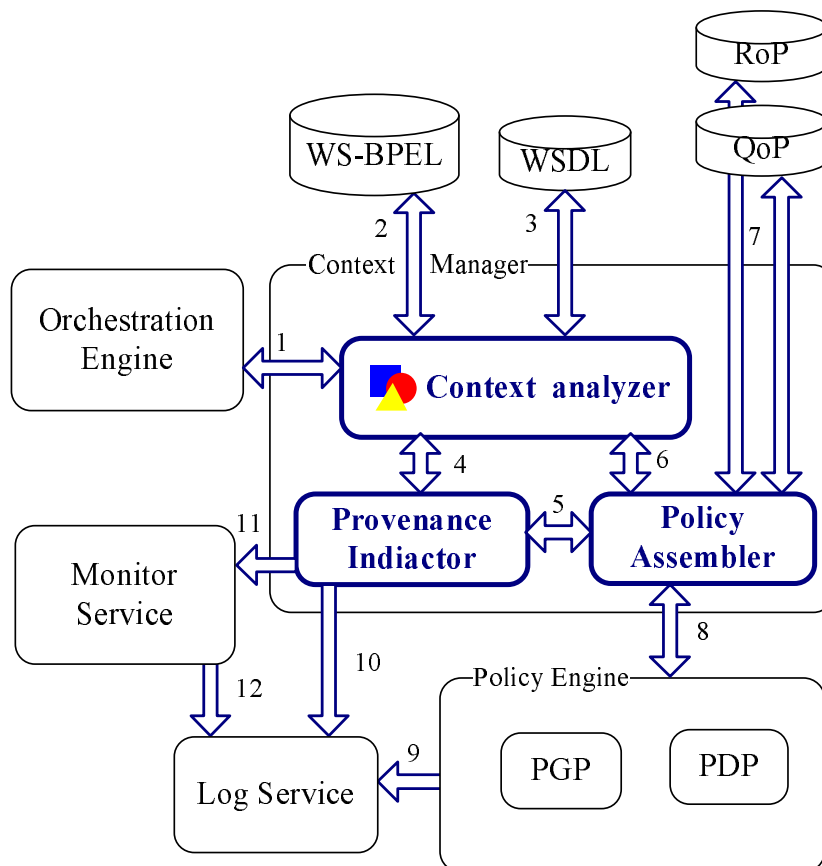 RoP
QoP
WS-BPEL
WSDL
2
3
7
Context Manager
Orchestration
Engine
1
Context analyzer
4
6
Provenance
Indiactor
5
Policy
Assembler
11
Monitor
Service
10
8
12
Policy Engine
9
Log Service
PGP
PDP